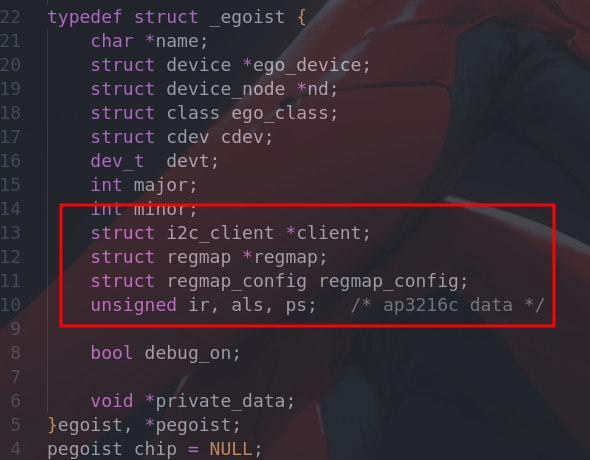 22 typedef struct _egoist {
21 char *name;
20 struct device *ego_device;
19 struct device_node *nd;
18 struct class ego_class;
17 struct cdev cdev;
16 dev_t  devt;
15 int major;
14 int minor;
13 struct i2c_client *client;
12 struct regmap *regmap;
11 struct regmap_config regmap_config;
10 unsigned ir, als, ps;   /* ap3216c data */
9
8 bool debug_on;
7
6 void *private_data;
5 }egoist, *pegoist;
4 pegoist chip = NULL;